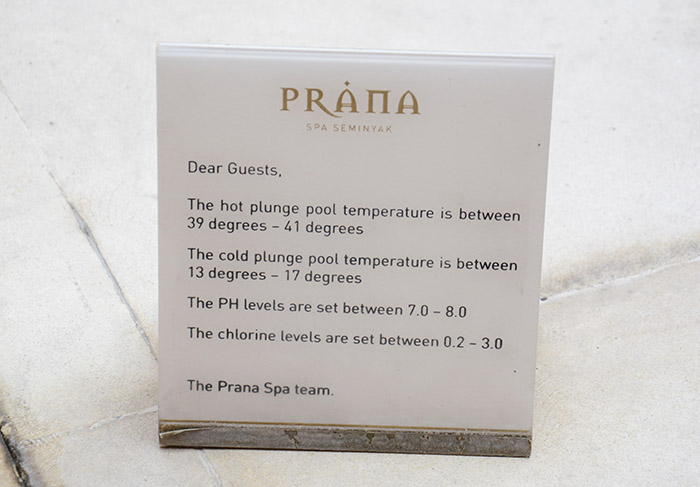 PRANA
SPA SEMINYAK
Dear Guests,
The hot plunge pool temperature is between
39 degrees – 41 degrees
The cold plunge pool temperature is between
13 degrees – 17 degrees
The PH levels are set between 7.0 – 8.0
The chlorine levels are set between 0.2 – 3.0
The Prana Spa team.